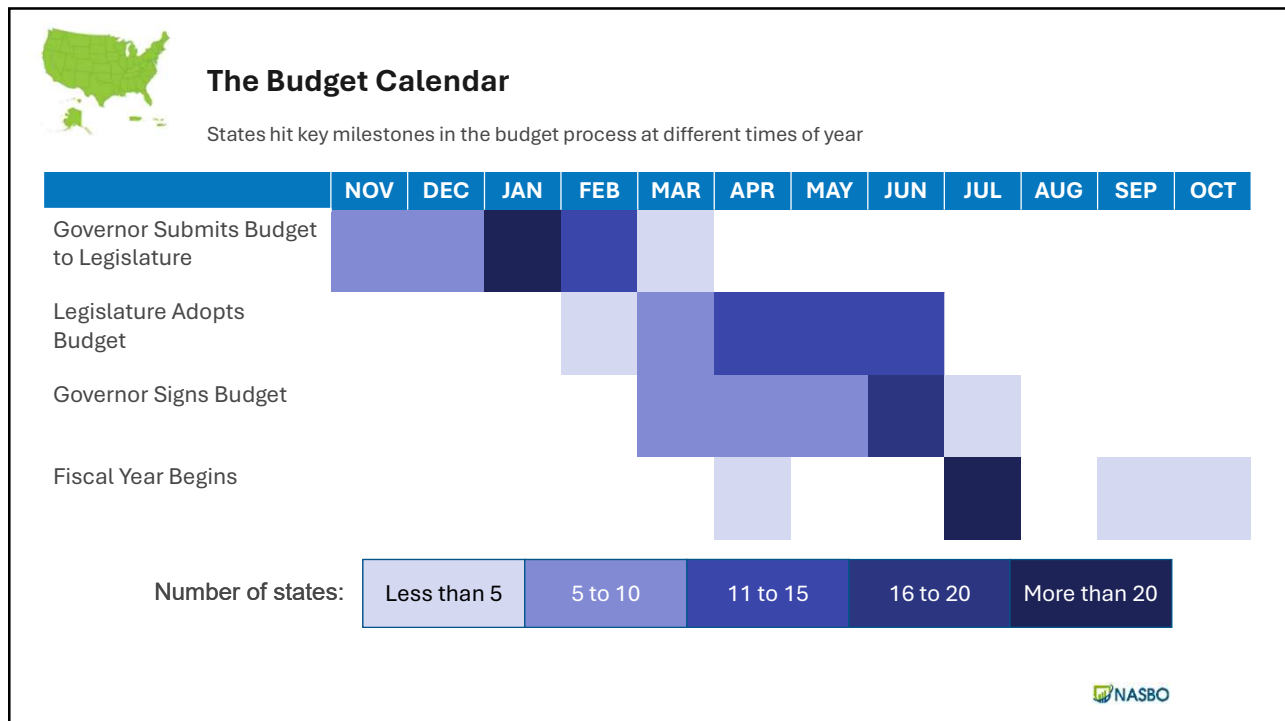 The Budget Calendar
States hit key milestones in the budget process at different times of year
NOV DEC JAN FEB MAR APR MAY JUN JUL AUG SEP OCT
Governor Submits Budget
to Legislature
Legislature Adopts
Budget
Governor Signs Budget
Fiscal Year Begins
Number of states: Less than 5 5 to 10 11 to 15 16 to 20 More than 20
NASBO